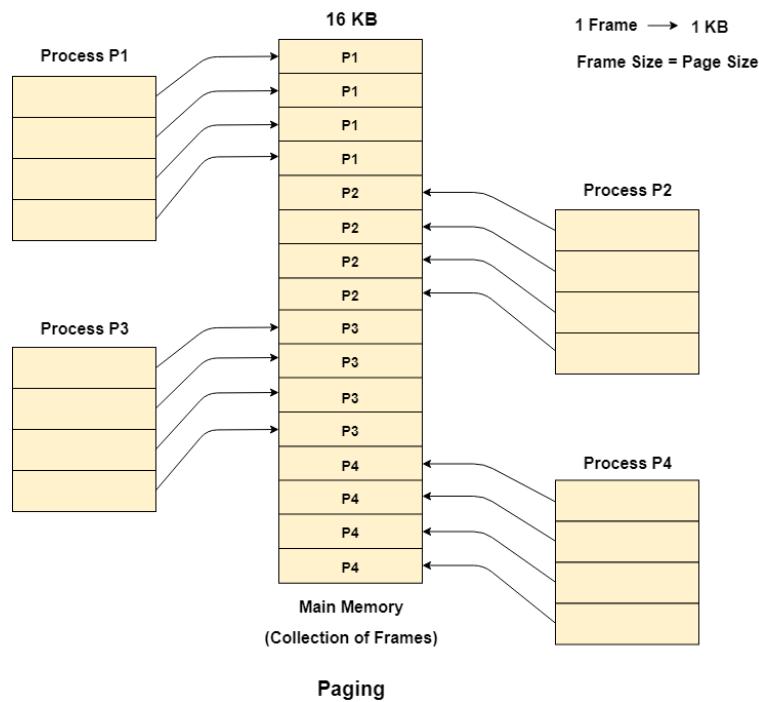 16 KB
1 Frame → 1 KB
Frame Size = Page Size
Process P1
P1
P1
P1
P1
P2
P2
P2
P2
P3
P3
P3
P3
P4
P4
P4
P4
Process P2
Process P3
Process P4
Main Memory
(Collection of Frames)
Paging